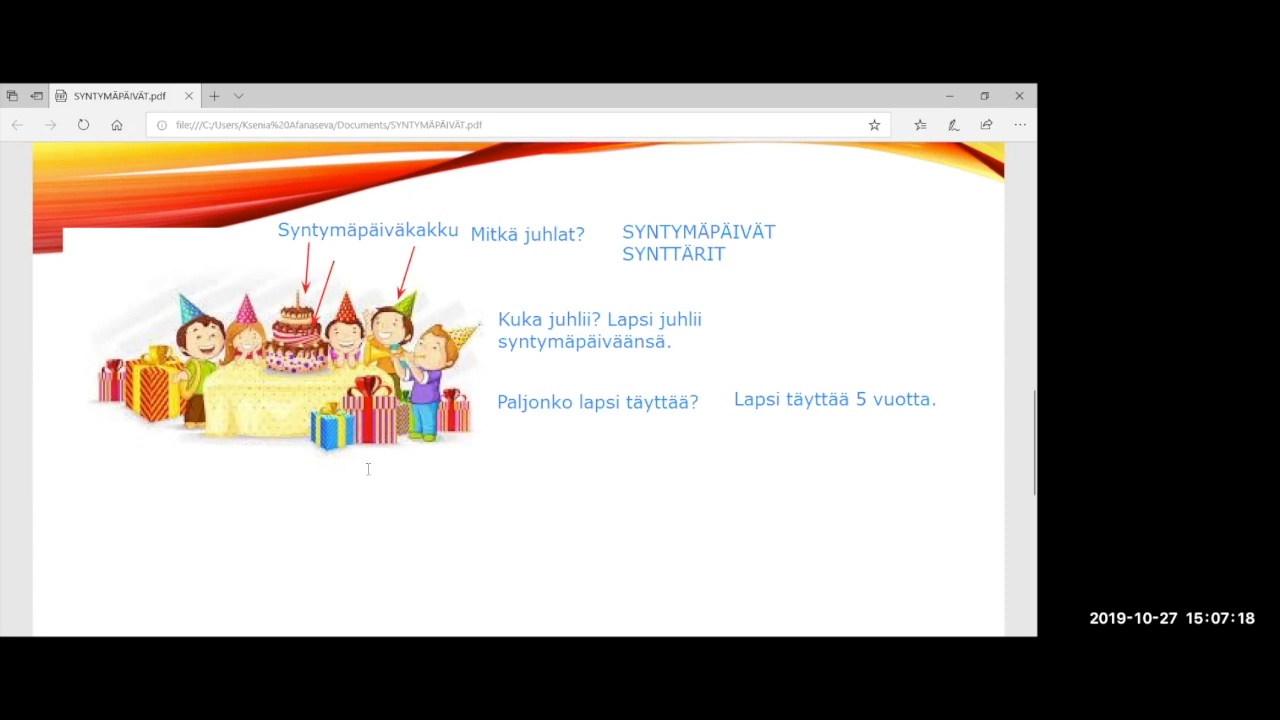 SYNTYMÄPÄIVÄT.pdf
file:///C:/Users/Ksenia%20Afanaseva/Documents/SYNTYMÄPÄIVÄT.pdf
Syntymäpäiväkakku
Mitkä juhlat?
SYNTYMÄPÄIVÄT
SYNTTÄRIT
Kuka juhlii? Lapsi juhlii
syntymäpäiväänsä.
Paljonko lapsi täyttää?
Lapsi täyttää 5 vuotta.
2019-10-27 15:07:18